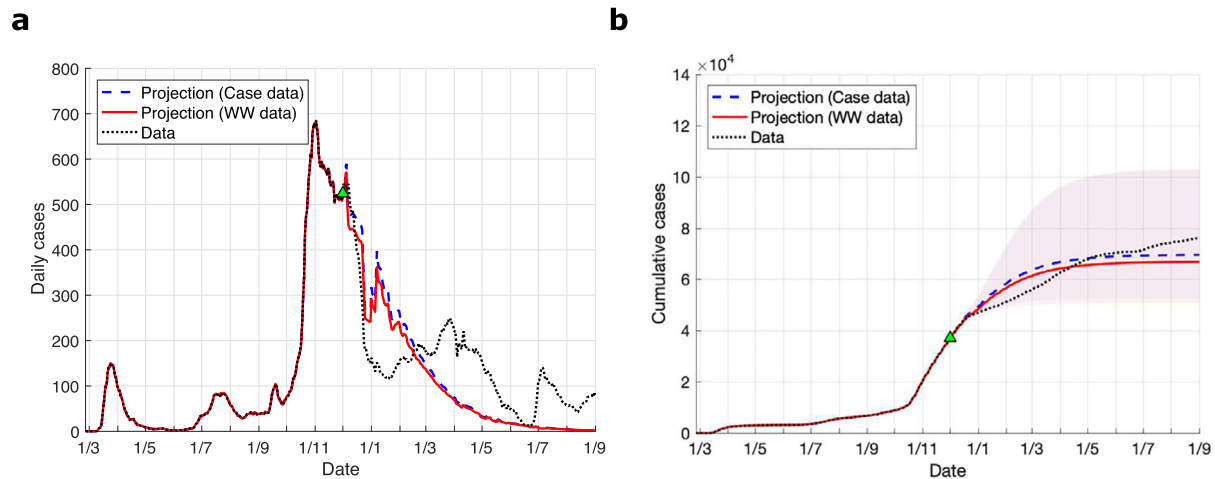 a
800
700
600
500
400
300
200
100
0
Daily cases
Projection (Case data)
Projection (WW data)
Data
1/3 1/5 1/7 1/9 1/11 1/1 1/3 1/5 1/7 1/9
Date
b
×10⁴
14
12
10
8
6
4
2
0
Cumulative cases
Projection (Case data)
Projection (WW data)
Data
1/3 1/5 1/7 1/9 1/11 1/1 1/3 1/5 1/7 1/9
Date